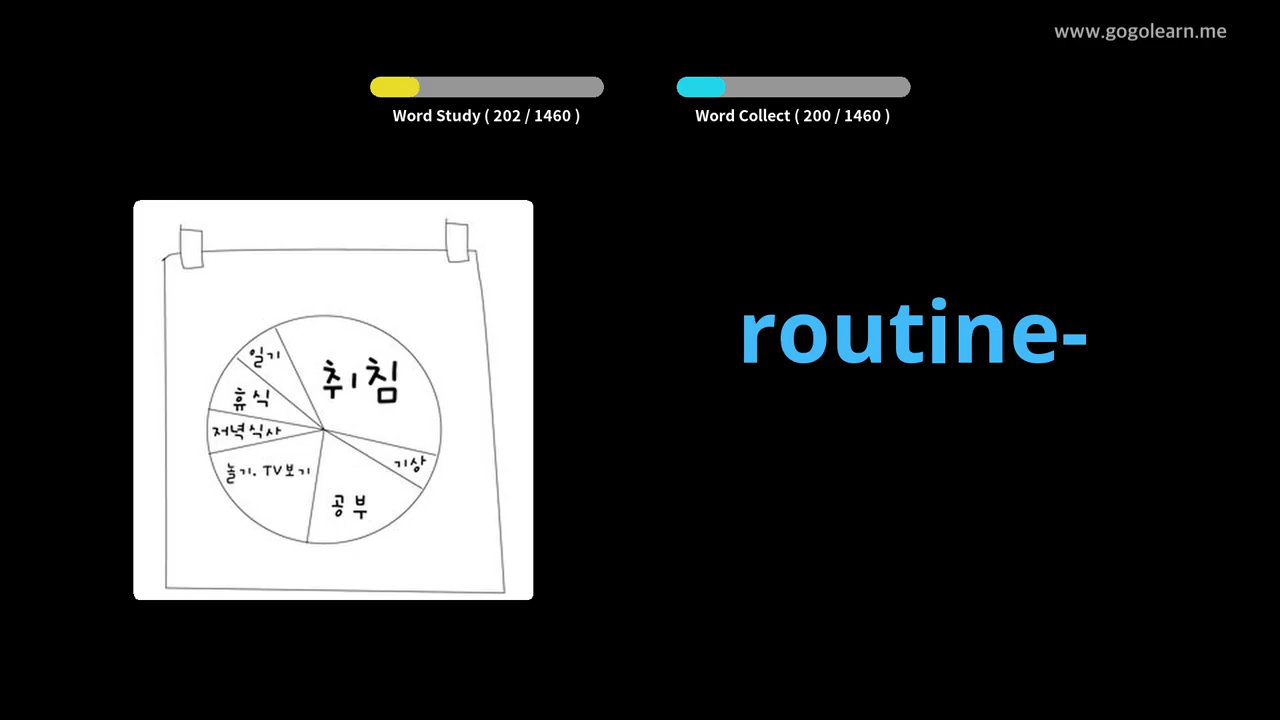 www.gogolearn.me
Word Study ( 202 / 1460 )
Word Collect ( 200 / 1460 )
일기
취침
휴식
저녁식사
놀기. TV보기
기상
공부
routine-